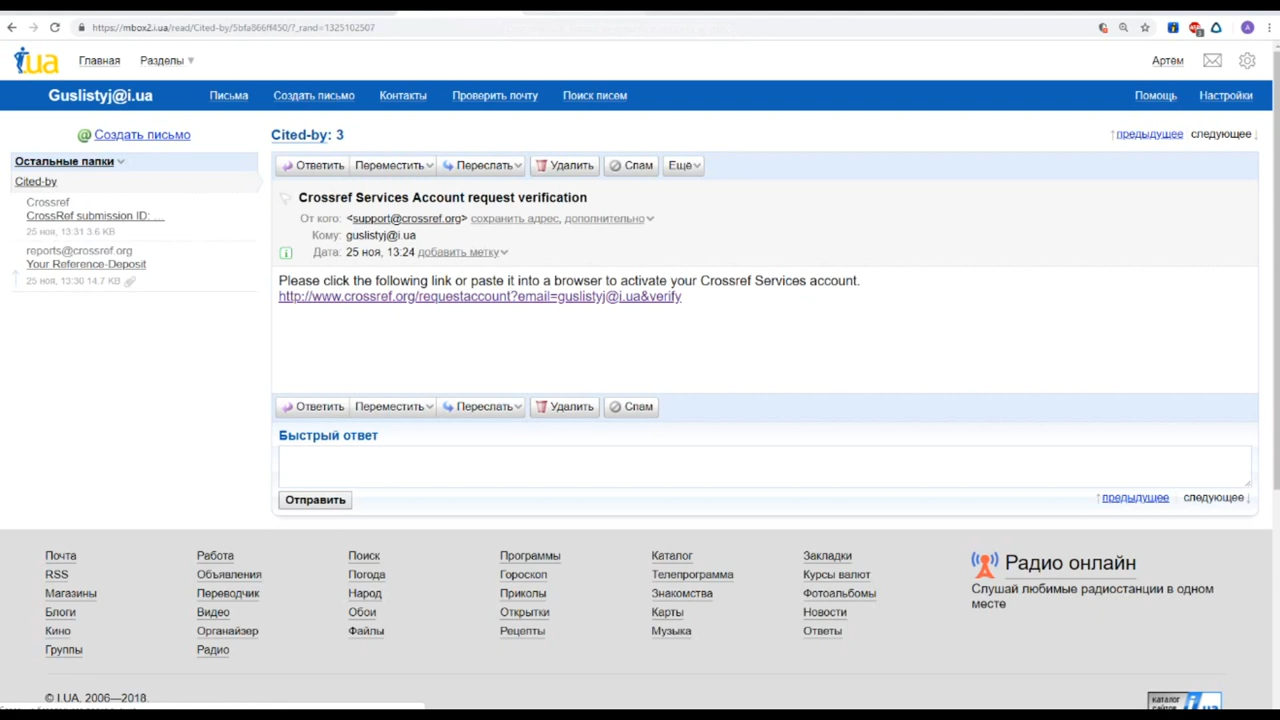 https://mbox2.i.ua/read/Cited-by/5bfa866ff450/?_rand=1325102507
i.ua
Главная Разделы
Артем
Guslistyj@i.ua Письма Создать письмо Контакты Проверить почту Поиск писем Помощь Настройки
@ Создать письмо
Остальные папки
Cited-by
Crossref
CrossRef submission ID: ...
25 ноя, 13:31 3.6 KB
reports@crossref.org
Your Reference-Deposit
25 ноя, 13:30 14.7 KB
Cited-by: 3
↑предыдущее следующее↓
Ответить Переместить Переслать Удалить Спам Еще
Crossref Services Account request verification
От кого: <support@crossref.org> сохранить адрес, дополнительно
Кому: guslistyj@i.ua
Дата: 25 ноя, 13:24 добавить метку
Please click the following link or paste it into a browser to activate your Crossref Services account.
http://www.crossref.org/requestaccount?email=guslistyj@i.ua&verify
Ответить Переместить Переслать Удалить Спам
Быстрый ответ
Отправить
↑предыдущее следующее↓
Почта Работа Поиск Программы Каталог Закладки
RSS Объявления Погода Гороскоп Телепрограмма Курсы валют
Магазины Переводчик Народ Приколы Знакомства Фотоальбомы
Блоги Видео Обои Открытки Карты Новости
Кино Органайзер Файлы Рецепты Музыка Ответы
Группы Радио
Радио онлайн
Слушай любимые радиостанции в одном
месте
© I.UA. 2006—2018.
каталог
i.ua